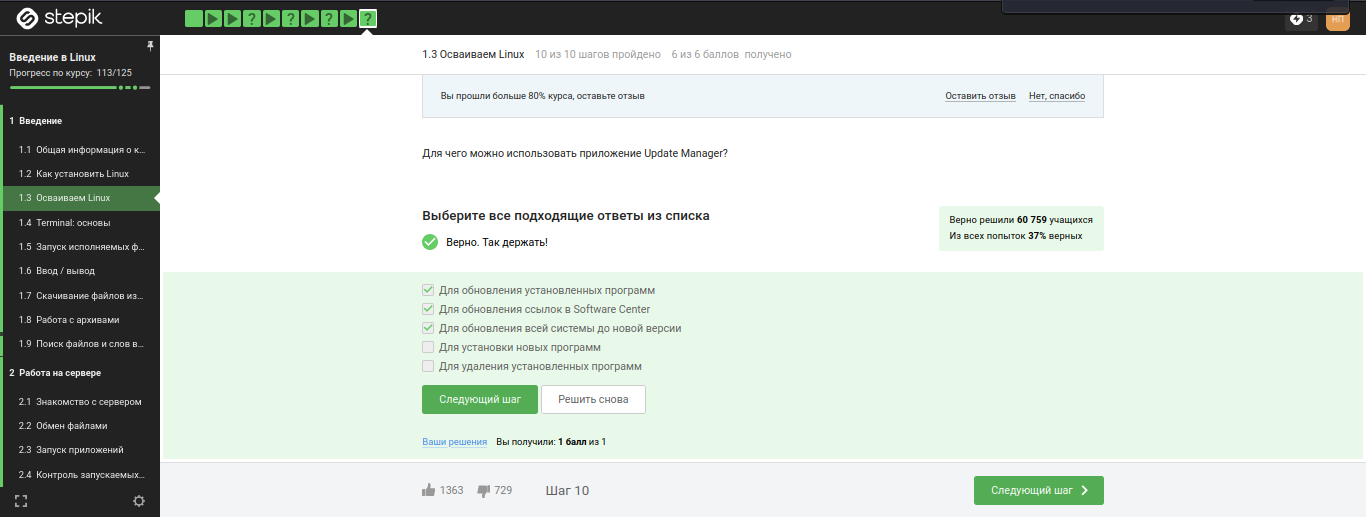 stepik
3
НП
Введение в Linux
Прогресс по курсу: 113/125
1 Введение
1.1 Общая информация о к...
1.2 Как установить Linux
1.3 Осваиваем Linux
1.4 Terminal: основы
1.5 Запуск исполняемых ф...
1.6 Ввод / вывод
1.7 Скачивание файлов из...
1.8 Работа с архивами
1.9 Поиск файлов и слов в...
2 Работа на сервере
2.1 Знакомство с сервером
2.2 Обмен файлами
2.3 Запуск приложений
2.4 Контроль запускаемых...
1.3 Осваиваем Linux 10 из 10 шагов пройдено 6 из 6 баллов получено
Вы прошли больше 80% курса, оставьте отзыв Оставить отзыв Нет, спасибо
Для чего можно использовать приложение Update Manager?
Выберите все подходящие ответы из списка
Верно. Так держать!
Верно решили 60 759 учащихся
Из всех попыток 37% верных
Для обновления установленных программ
Для обновления ссылок в Software Center
Для обновления всей системы до новой версии
Для установки новых программ
Для удаления установленных программ
Следующий шаг Решить снова
Ваши решения Вы получили: 1 балл из 1
1363 729 Шаг 10 Следующий шаг